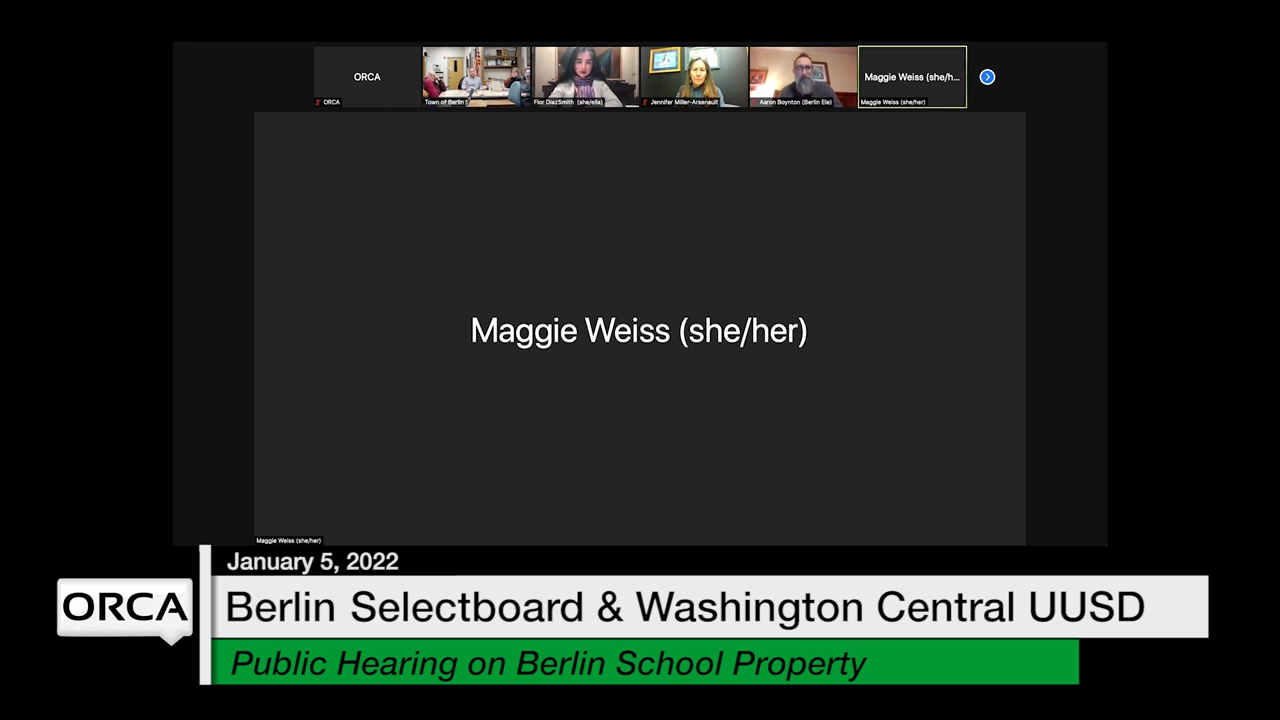 ORCA
Maggie Weiss (she/h...
ORCA
Town of Berlin 1
Flor DiazSmith (she/ella)
Jennifer Miller-Arsenault
Aaron Boynton (Berlin Ele)
Maggie Weiss (she/her)
Maggie Weiss (she/her)
Maggie Weiss (she/her)
January 5, 2022
ORCA
Berlin Selectboard & Washington Central UUSD
Public Hearing on Berlin School Property